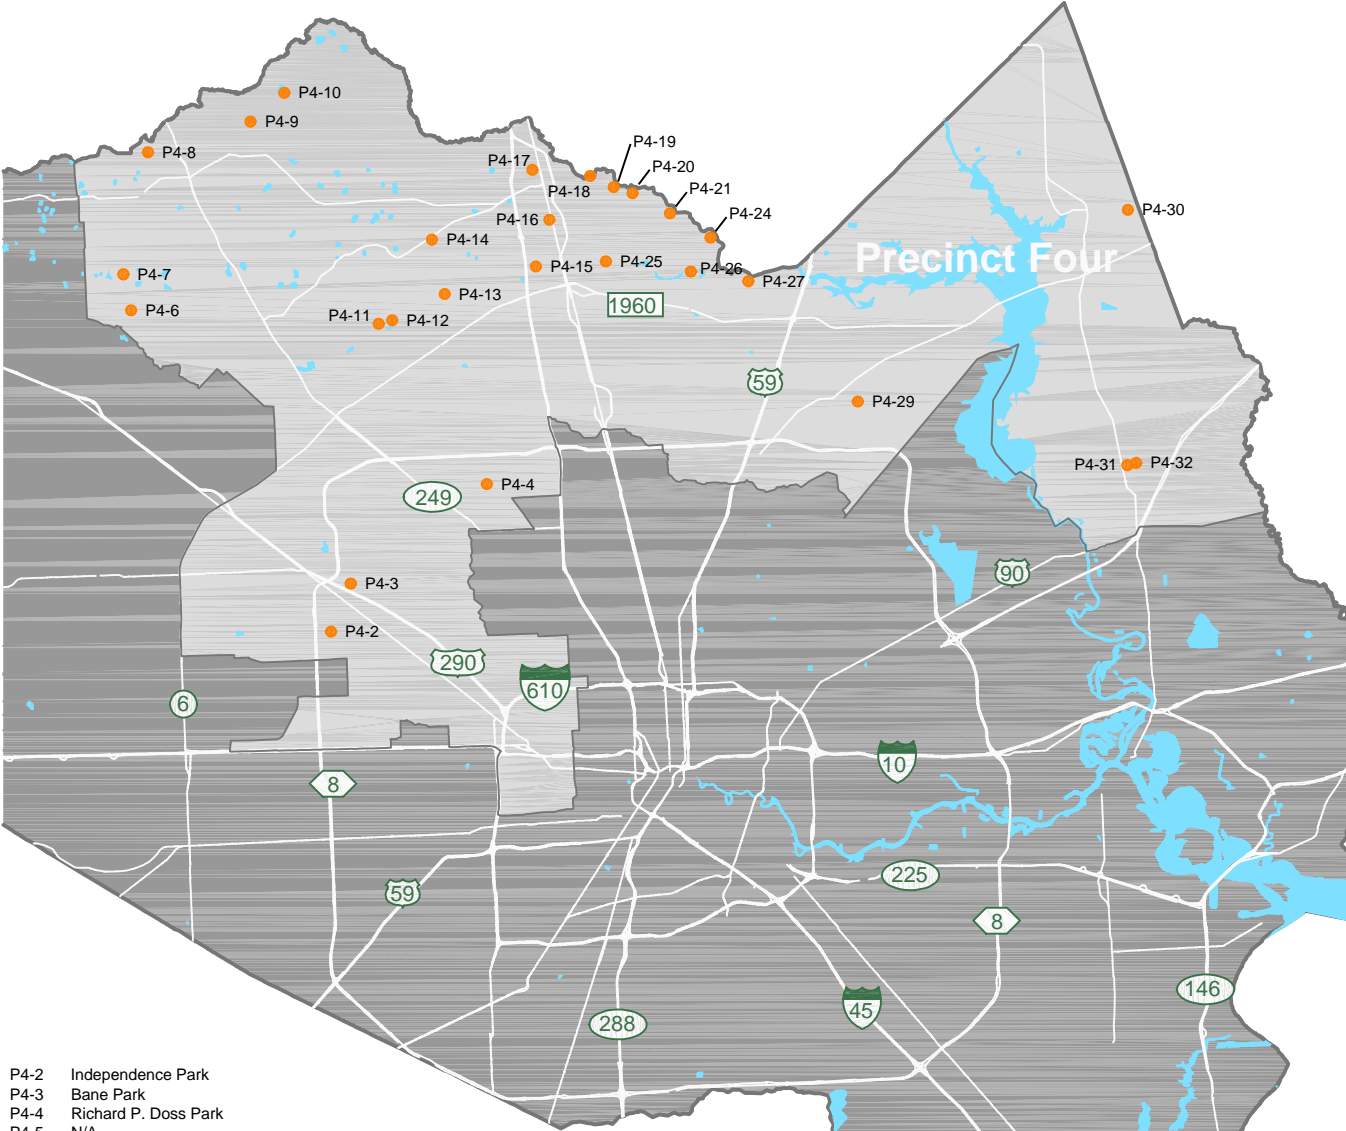 P4-10
P4-9
P4-8
P4-19
P4-17
P4-20
P4-18
P4-21
P4-24
P4-16
P4-30
P4-14
Precinct Four
P4-15
P4-25
P4-26
P4-7
P4-27
P4-13
P4-6
1960
P4-11
P4-12
59
P4-29
P4-31
P4-32
P4-4
249
90
P4-3
P4-2
290
610
6
10
8
225
59
8
146
45
288
P4-2 Independence Park
P4-3 Bane Park
P4-4 Richard P. Doss Park
P4-5 N/A